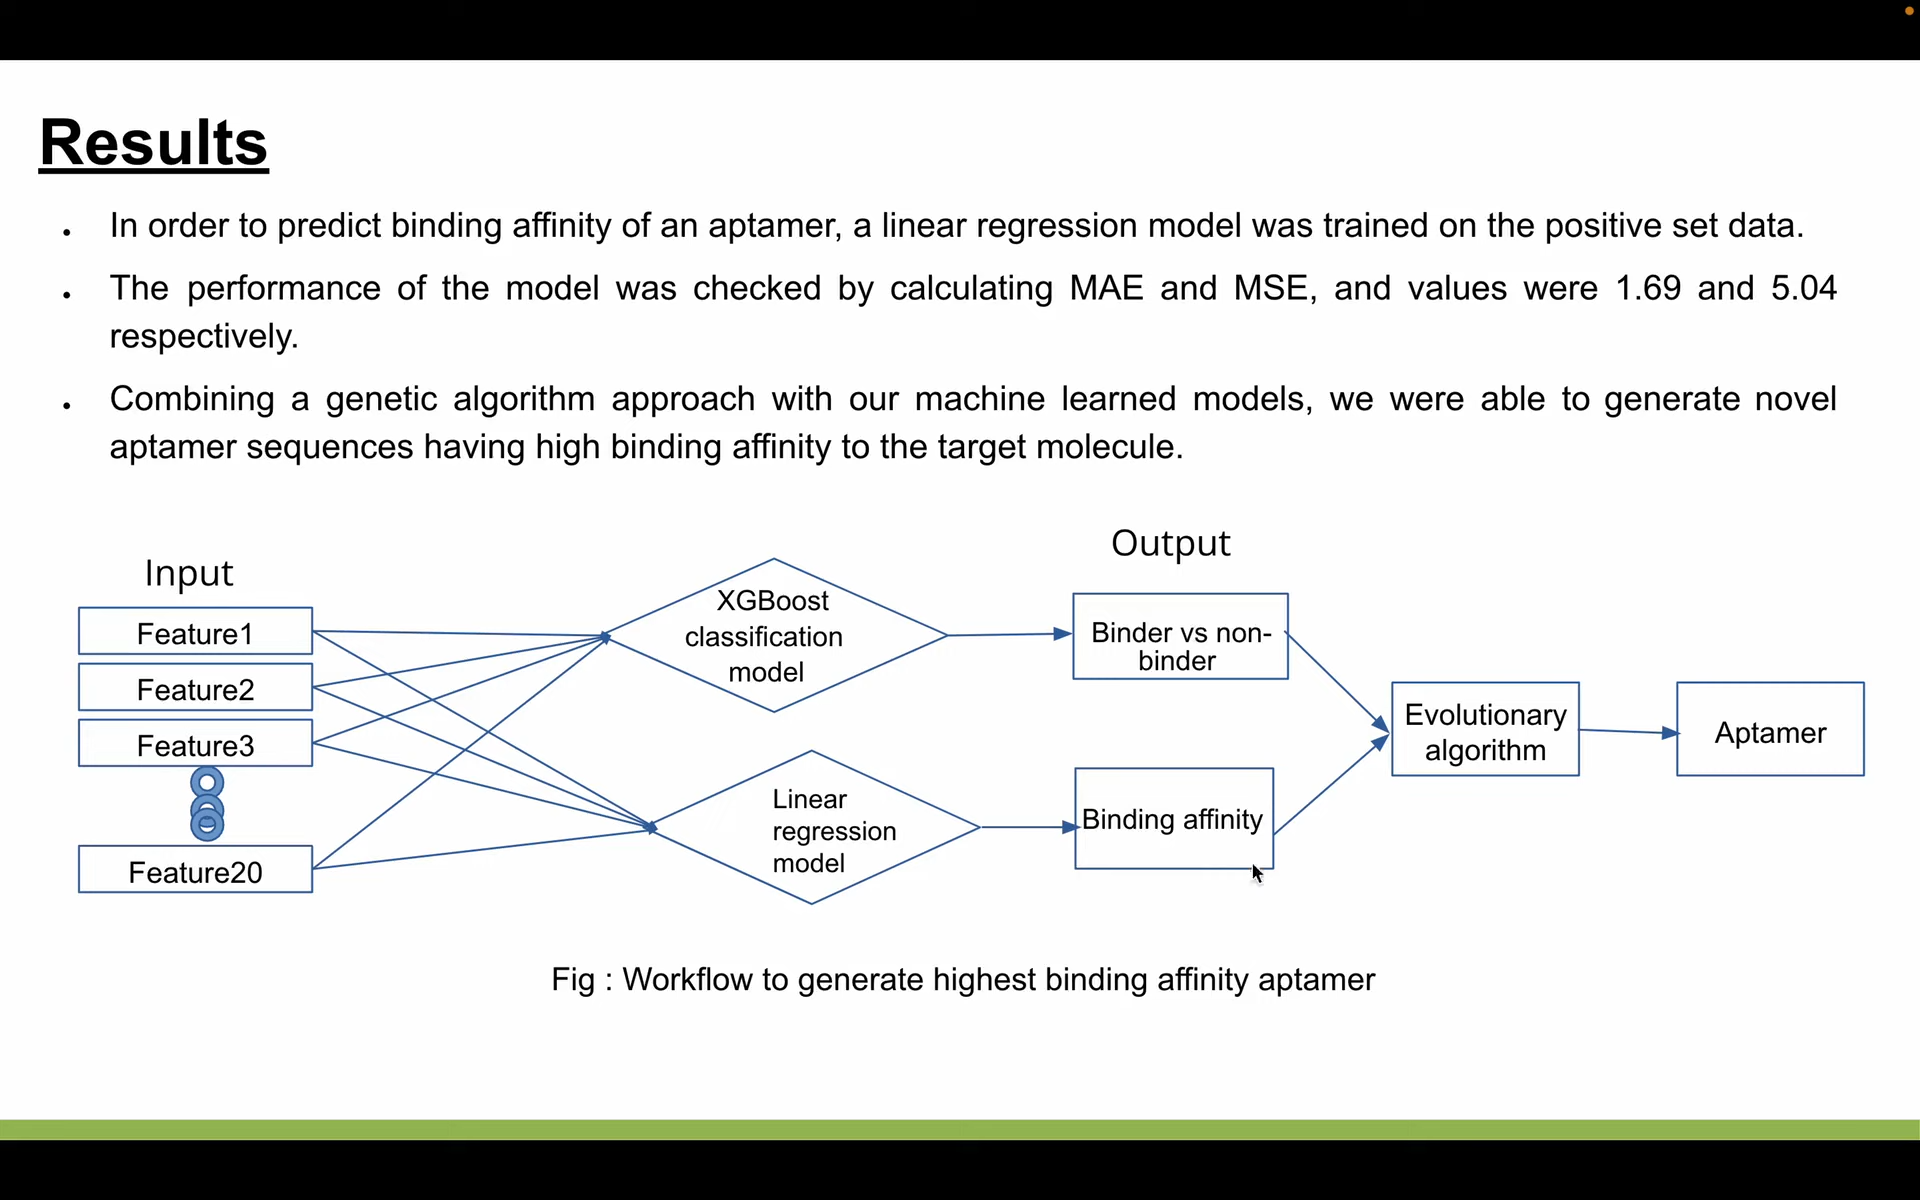 Results
In order to predict binding affinity of an aptamer, a linear regression model was trained on the positive set data.
The performance of the model was checked by calculating MAE and MSE, and values were 1.69 and 5.04
respectively.
Combining a genetic algorithm approach with our machine learned models, we were able to generate novel
aptamer sequences having high binding affinity to the target molecule.
Input
Feature1
Feature2
Feature3
Feature20
XGBoost
classification
model
Linear
regression
model
Output
Binder vs non-
binder
Binding affinity
Evolutionary
algorithm
Aptamer
Fig : Workflow to generate highest binding affinity aptamer